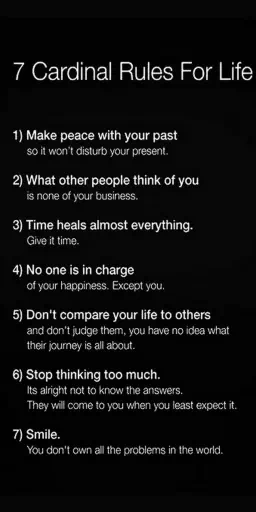 7 Cardinal Rules For Life
1) Make peace with your past
so it won't disturb your present.
2) What other people think of you
is none of your business.
3) Time heals almost everything.
Give it time.
4) No one is in charge
of your happiness. Except you.
5) Don't compare your life to others
and don't judge them, you have no idea what
their journey is all about.
6) Stop thinking too much.
Its alright not to know the answers.
They will come to you when you least expect it.
7) Smile.
You don't own all the problems in the world.